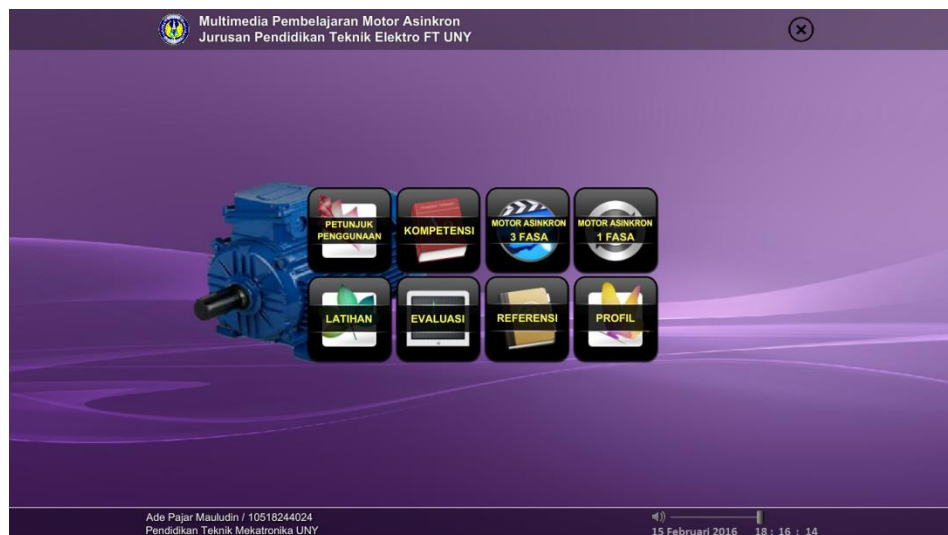 Multimedia Pembelajaran Motor Asinkron
Jurusan Pendidikan Teknik Elektro FT UNY
PETUNJUK
PENGGUNAAN
KOMPETENSI
MOTOR ASINKRON
3 FASA
MOTOR ASINKRON
1 FASA
LATIHAN
EVALUASI
REFERENSI
PROFIL
Ade Pajar Mauludin / 10518244024
Pendidikan Teknik Mekatronika UNY
15 Februari 2016 18 : 16 : 14